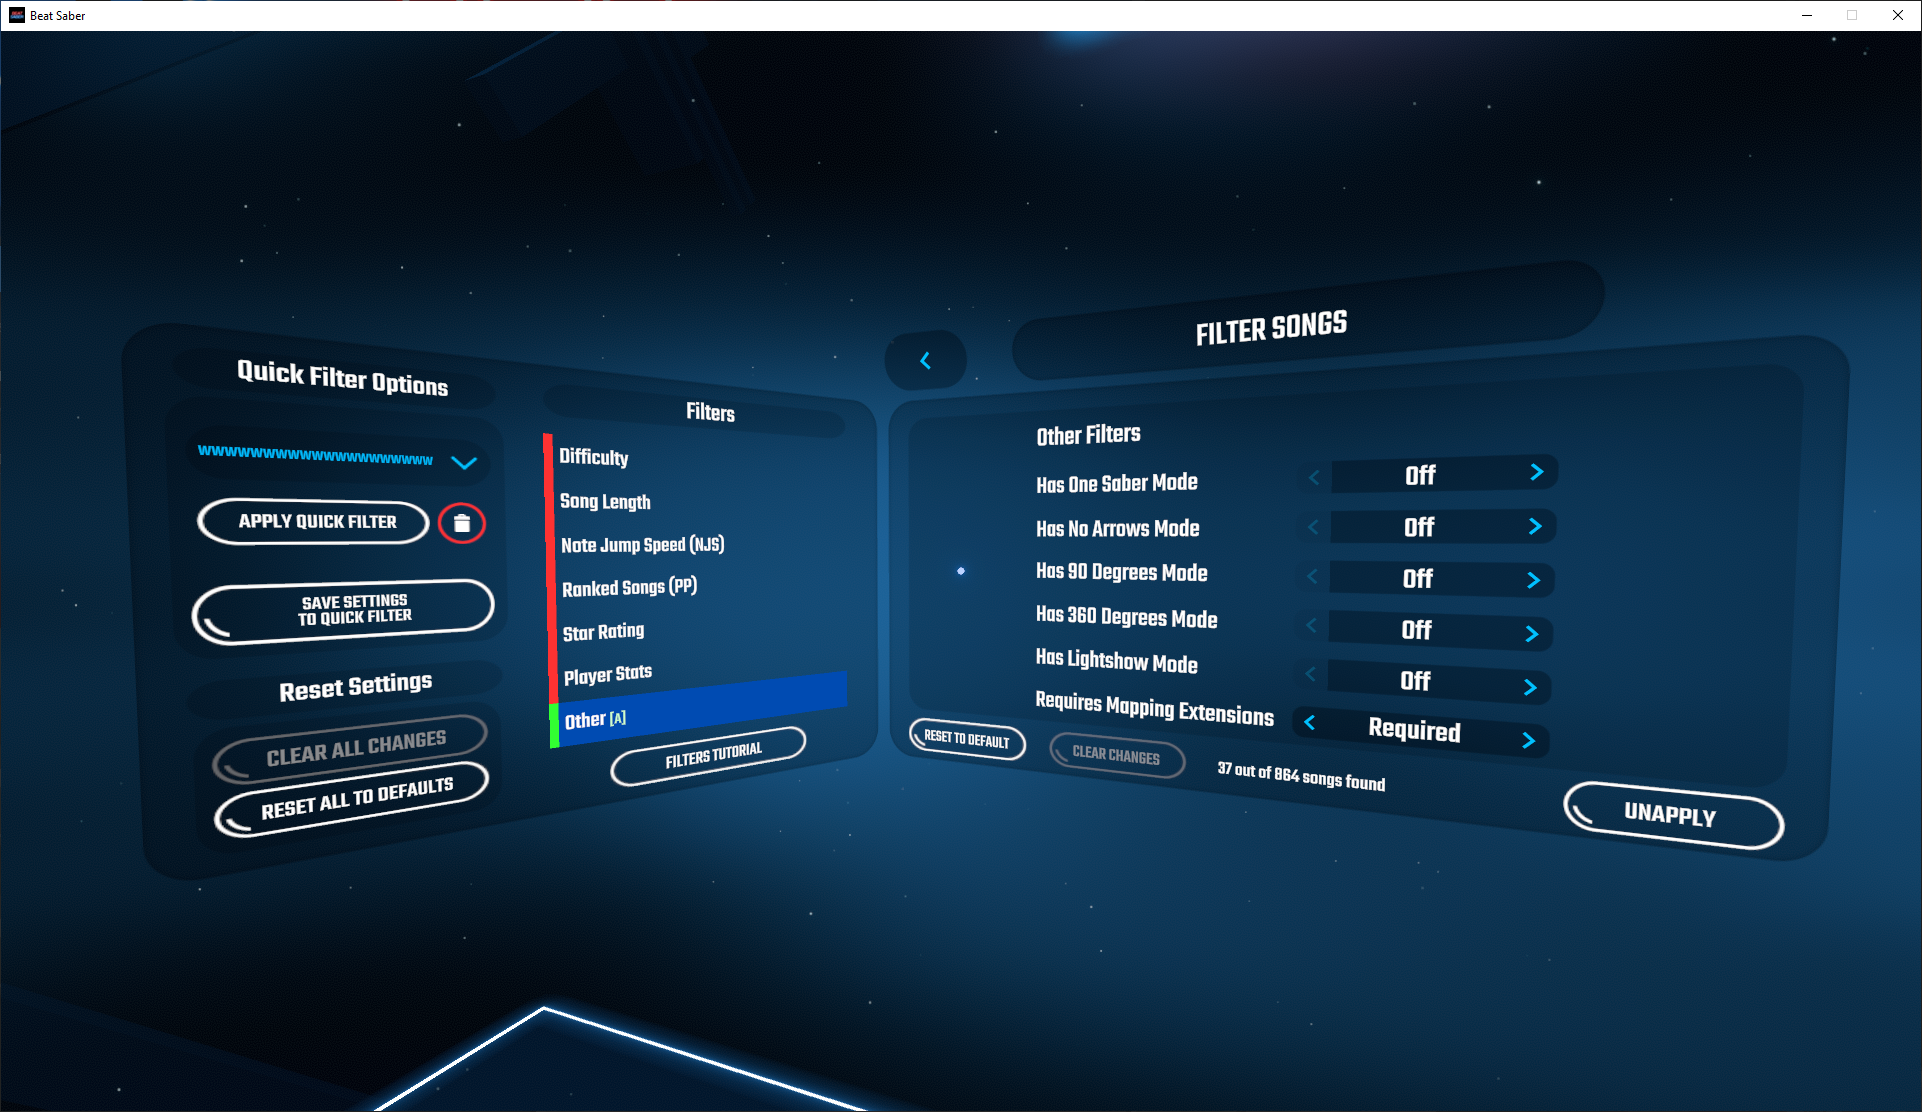 Beat Saber
FILTER SONGS
Quick Filter Options
APPLY QUICK FILTER
SAVE SETTINGS
TO QUICK FILTER
Reset Settings
CLEAR ALL CHANGES
RESET ALL TO DEFAULTS
Filters
Difficulty
Song Length
Note Jump Speed (NJS)
Ranked Songs (PP)
Star Rating
Player Stats
Other [A]
FILTERS TUTORIAL
Other Filters
Has One Saber Mode Off
Has No Arrows Mode Off
Has 90 Degrees Mode Off
Has 360 Degrees Mode Off
Has Lightshow Mode Off
Requires Mapping Extensions Required
RESET TO DEFAULT
CLEAR CHANGES
37 out of 864 songs found
UNAPPLY